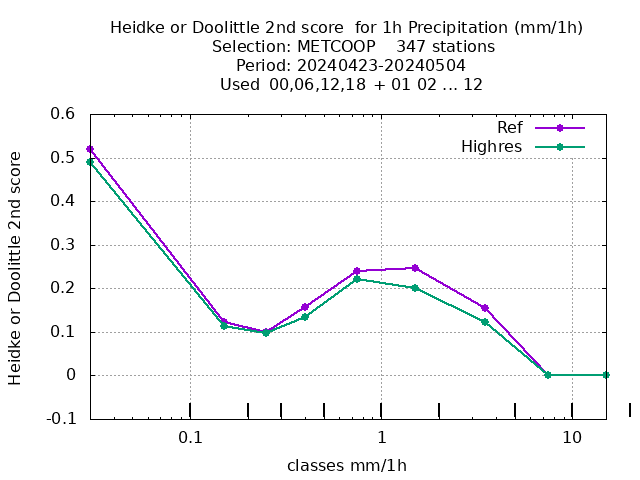 Heidke or Doolittle 2nd score  for 1h Precipitation (mm/1h)
Selection: METCOOP    347 stations
Period: 20240423-20240504
Used  00,06,12,18  + 01 02 ... 12
Ref
Highres
Heidke or Doolittle 2nd score
0.6
0.5
0.4
0.3
0.2
0.1
0
-0.1
0.1
1
10
classes mm/1h